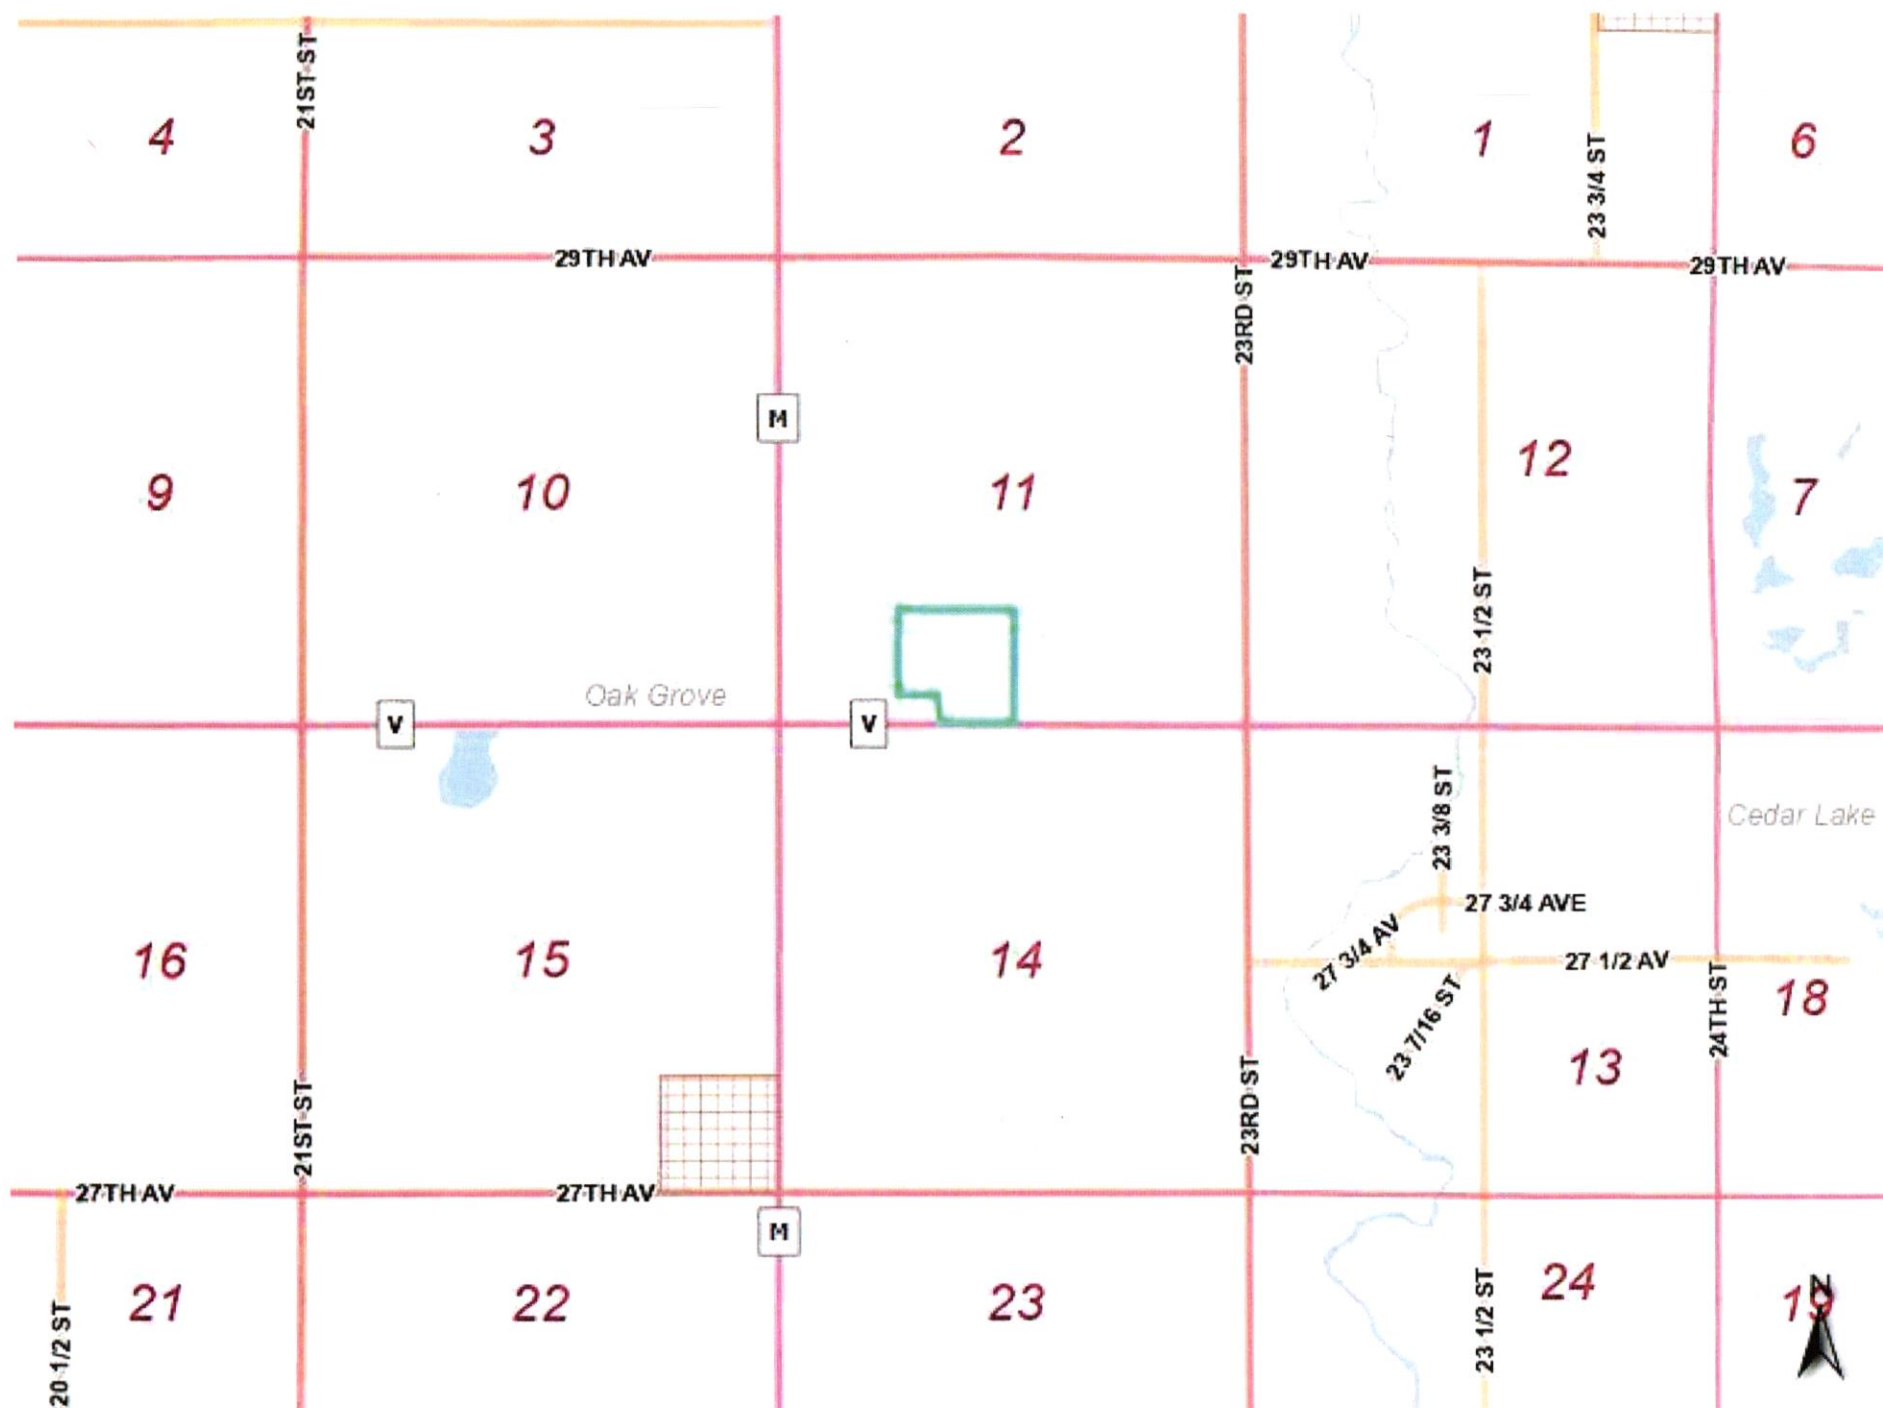 21ST ST
4
3
2
1
23 3/4 ST
6
29TH AV
29TH AV
29TH AV
23RD ST
M
9
10
11
12
7
23 1/2 ST
Oak Grove
V
V
23 3/8 ST
Cedar Lake
27 3/4 AVE
27 3/4 AV
16
15
14
27 1/2 AV
18
24TH ST
23 7/16 ST
13
21ST ST
23RD ST
27TH AV
27TH AV
M
21
22
23
24
19
N
20 1/2 ST
23 1/2 ST